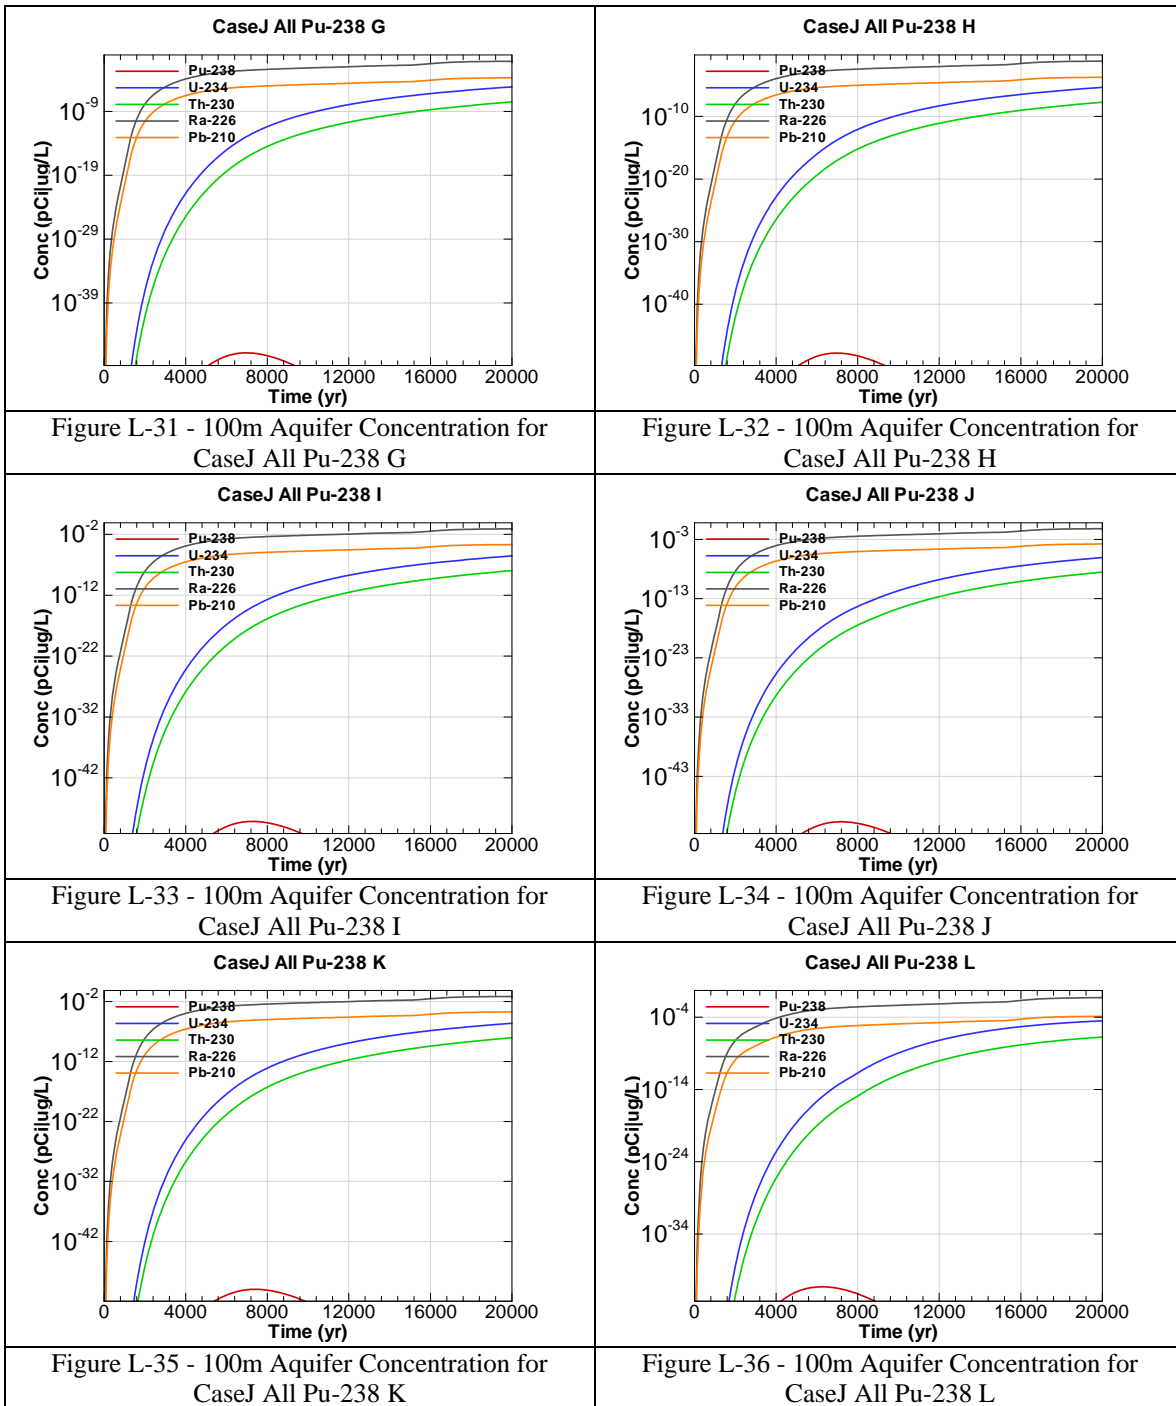 CaseJ All Pu-238 G
Conc (pCi|ug/L)
Pu-238
U-234
Th-230
Ra-226
Pb-210
10-9
10-19
10-29
10-39
0 4000 8000 12000 16000 20000
Time (yr)
Figure L-31 - 100m Aquifer Concentration for
CaseJ All Pu-238 G
CaseJ All Pu-238 H
Conc (pCi|ug/L)
Pu-238
U-234
Th-230
Ra-226
Pb-210
10-10
10-20
10-30
10-40
0 4000 8000 12000 16000 20000
Time (yr)
Figure L-32 - 100m Aquifer Concentration for
CaseJ All Pu-238 H
CaseJ All Pu-238 I
Conc (pCi|ug/L)
Pu-238
U-234
Th-230
Ra-226
Pb-210
10-2
10-12
10-22
10-32
10-42
0 4000 8000 12000 16000 20000
Time (yr)
Figure L-33 - 100m Aquifer Concentration for
CaseJ All Pu-238 I
CaseJ All Pu-238 J
Conc (pCi|ug/L)
Pu-238
U-234
Th-230
Ra-226
Pb-210
10-3
10-13
10-23
10-33
10-43
0 4000 8000 12000 16000 20000
Time (yr)
Figure L-34 - 100m Aquifer Concentration for
CaseJ All Pu-238 J
CaseJ All Pu-238 K
Conc (pCi|ug/L)
Pu-238
U-234
Th-230
Ra-226
Pb-210
10-2
10-12
10-22
10-32
10-42
0 4000 8000 12000 16000 20000
Time (yr)
Figure L-35 - 100m Aquifer Concentration for
CaseJ All Pu-238 K
CaseJ All Pu-238 L
Conc (pCi|ug/L)
Pu-238
U-234
Th-230
Ra-226
Pb-210
10-4
10-14
10-24
10-34
0 4000 8000 12000 16000 20000
Time (yr)
Figure L-36 - 100m Aquifer Concentration for
CaseJ All Pu-238 L